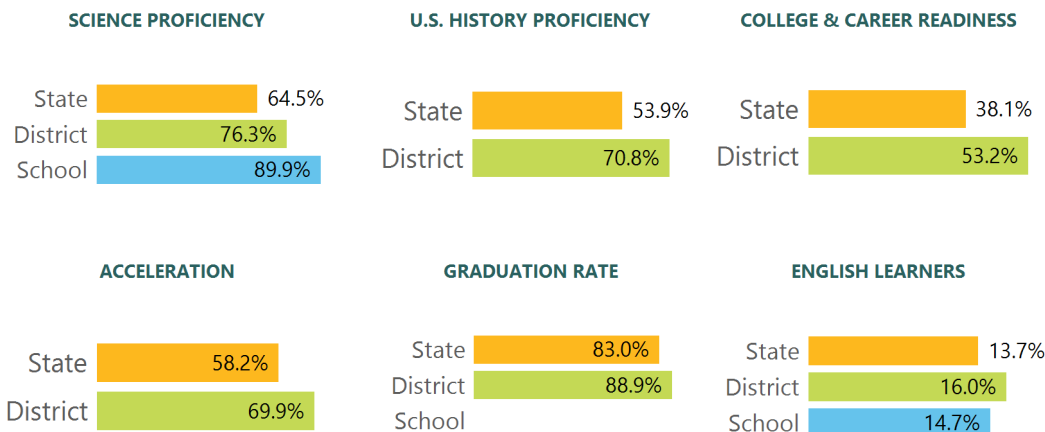 SCIENCE PROFICIENCY
State 64.5%
District 76.3%
School 89.9%
U.S. HISTORY PROFICIENCY
State 53.9%
District 70.8%
COLLEGE & CAREER READINESS
State 38.1%
District 53.2%
ACCELERATION
State 58.2%
District 69.9%
GRADUATION RATE
State 83.0%
District 88.9%
School
ENGLISH LEARNERS
State 13.7%
District 16.0%
School 14.7%